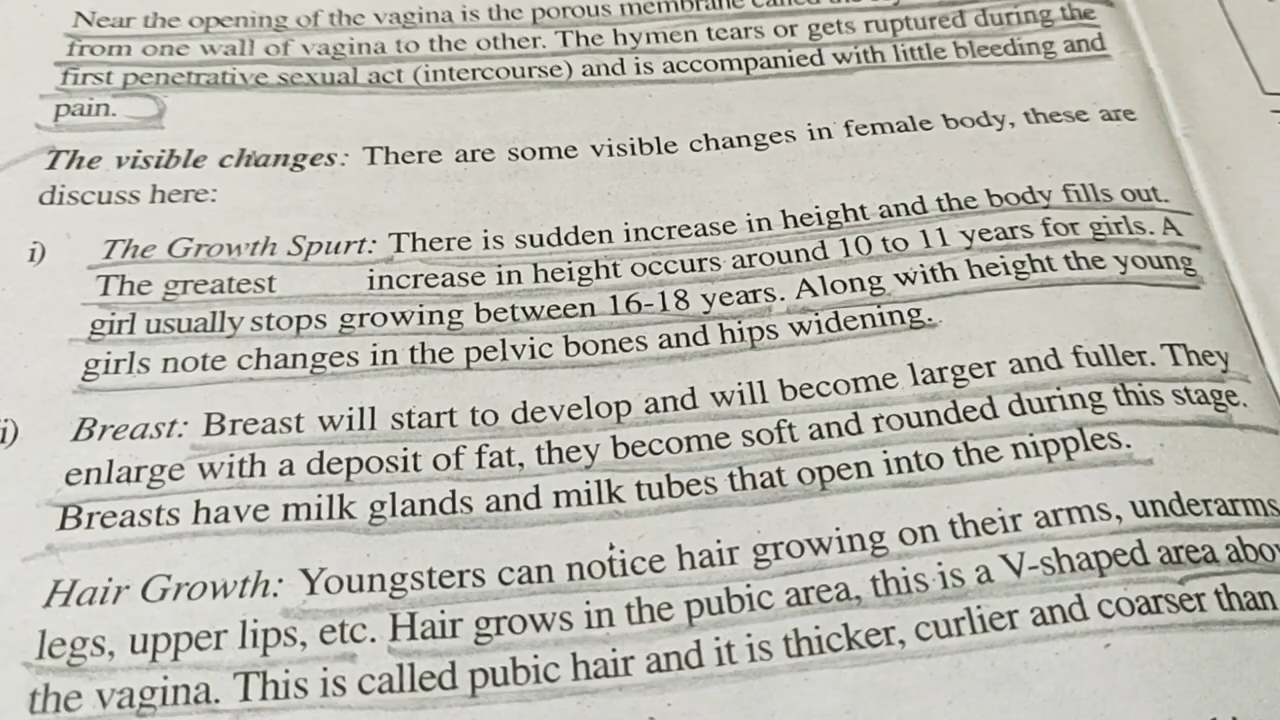 Near the opening of the vagina is the porous membrane called the
from one wall of vagina to the other. The hymen tears or gets ruptured during the
first penetrative sexual act (intercourse) and is accompanied with little bleeding and
pain.
The visible changes: There are some visible changes in female body, these are
discuss here:
i) The Growth Spurt: There is sudden increase in height and the body fills out.
The greatest increase in height occurs around 10 to 11 years for girls. A
girl usually stops growing between 16-18 years. Along with height the young
girls note changes in the pelvic bones and hips widening.
i) Breast: Breast will start to develop and will become larger and fuller. They
enlarge with a deposit of fat, they become soft and rounded during this stage.
Breasts have milk glands and milk tubes that open into the nipples.
Hair Growth: Youngsters can notice hair growing on their arms, underarms
legs, upper lips, etc. Hair grows in the pubic area, this is a V-shaped area
the vagina. This is called pubic hair and it is thicker, curlier and coarser than